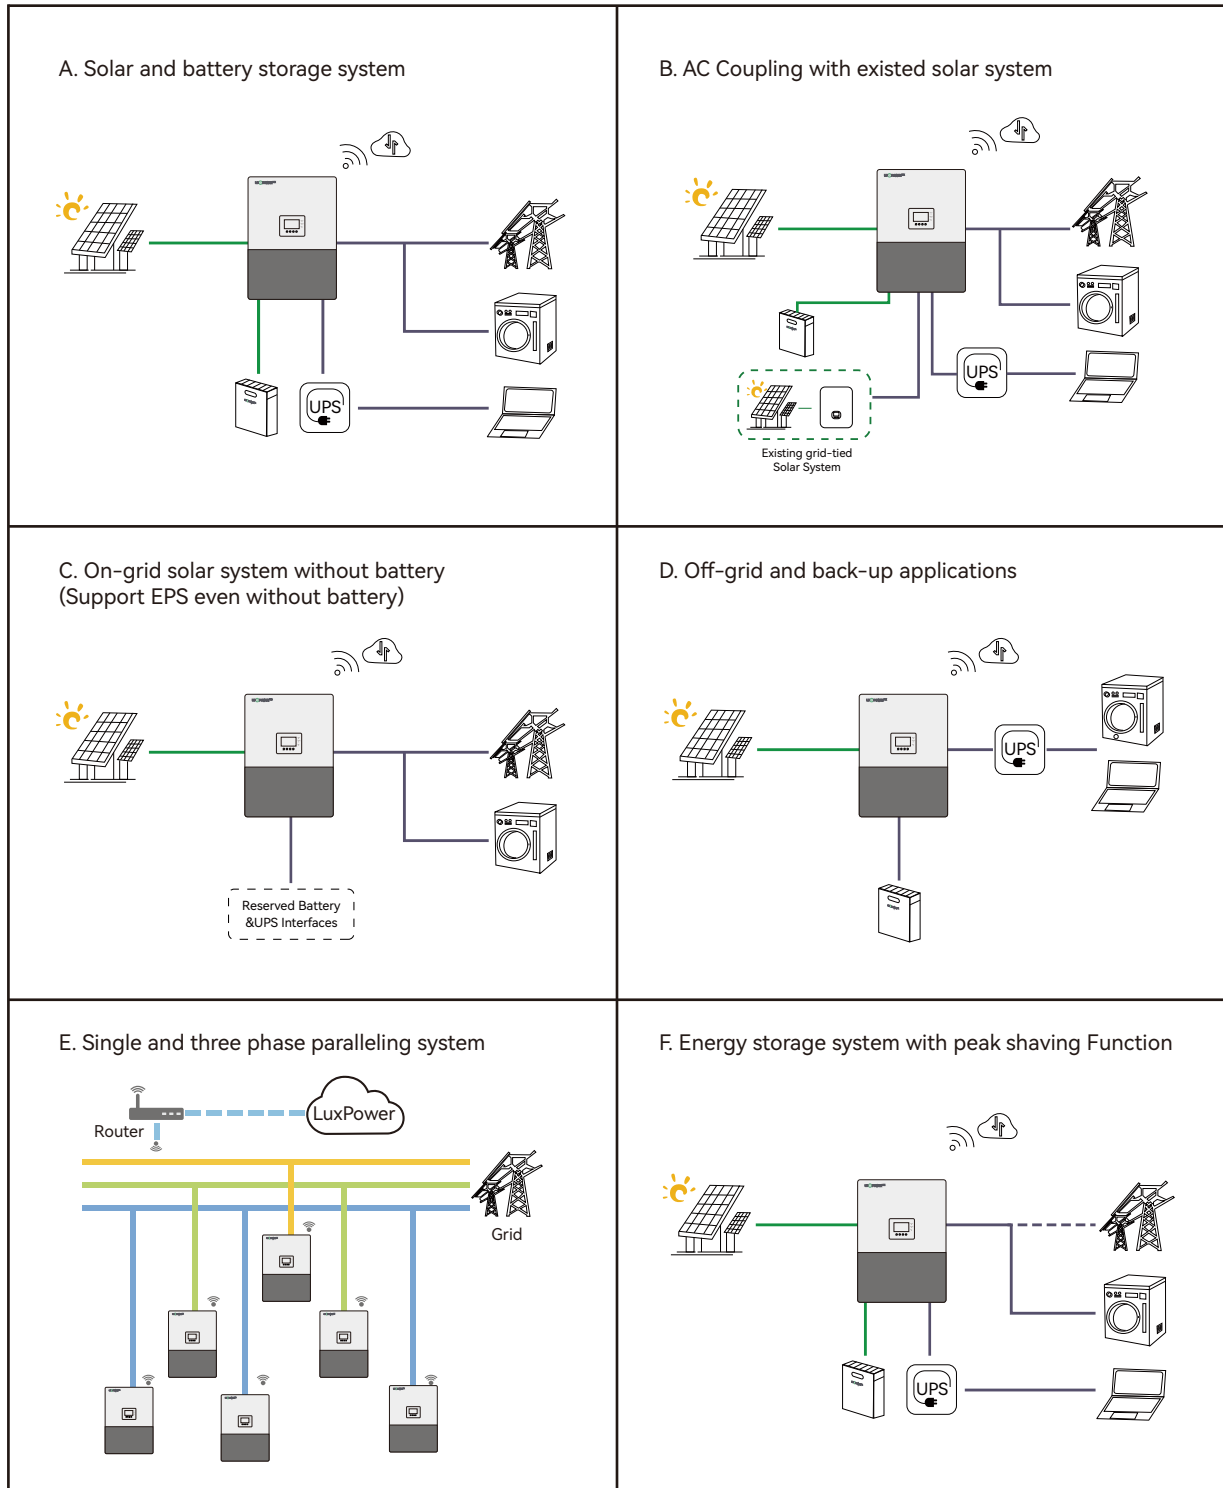 A. Solar and battery storage system
UPS
B. AC Coupling with existed solar system
UPS
Existing grid-tied
Solar System
C. On-grid solar system without battery
(Support EPS even without battery)
Reserved Battery
&UPS Interfaces
D. Off-grid and back-up applications
UPS
E. Single and three phase paralleling system
LuxPower
Router
Grid
F. Energy storage system with peak shaving Function
UPS